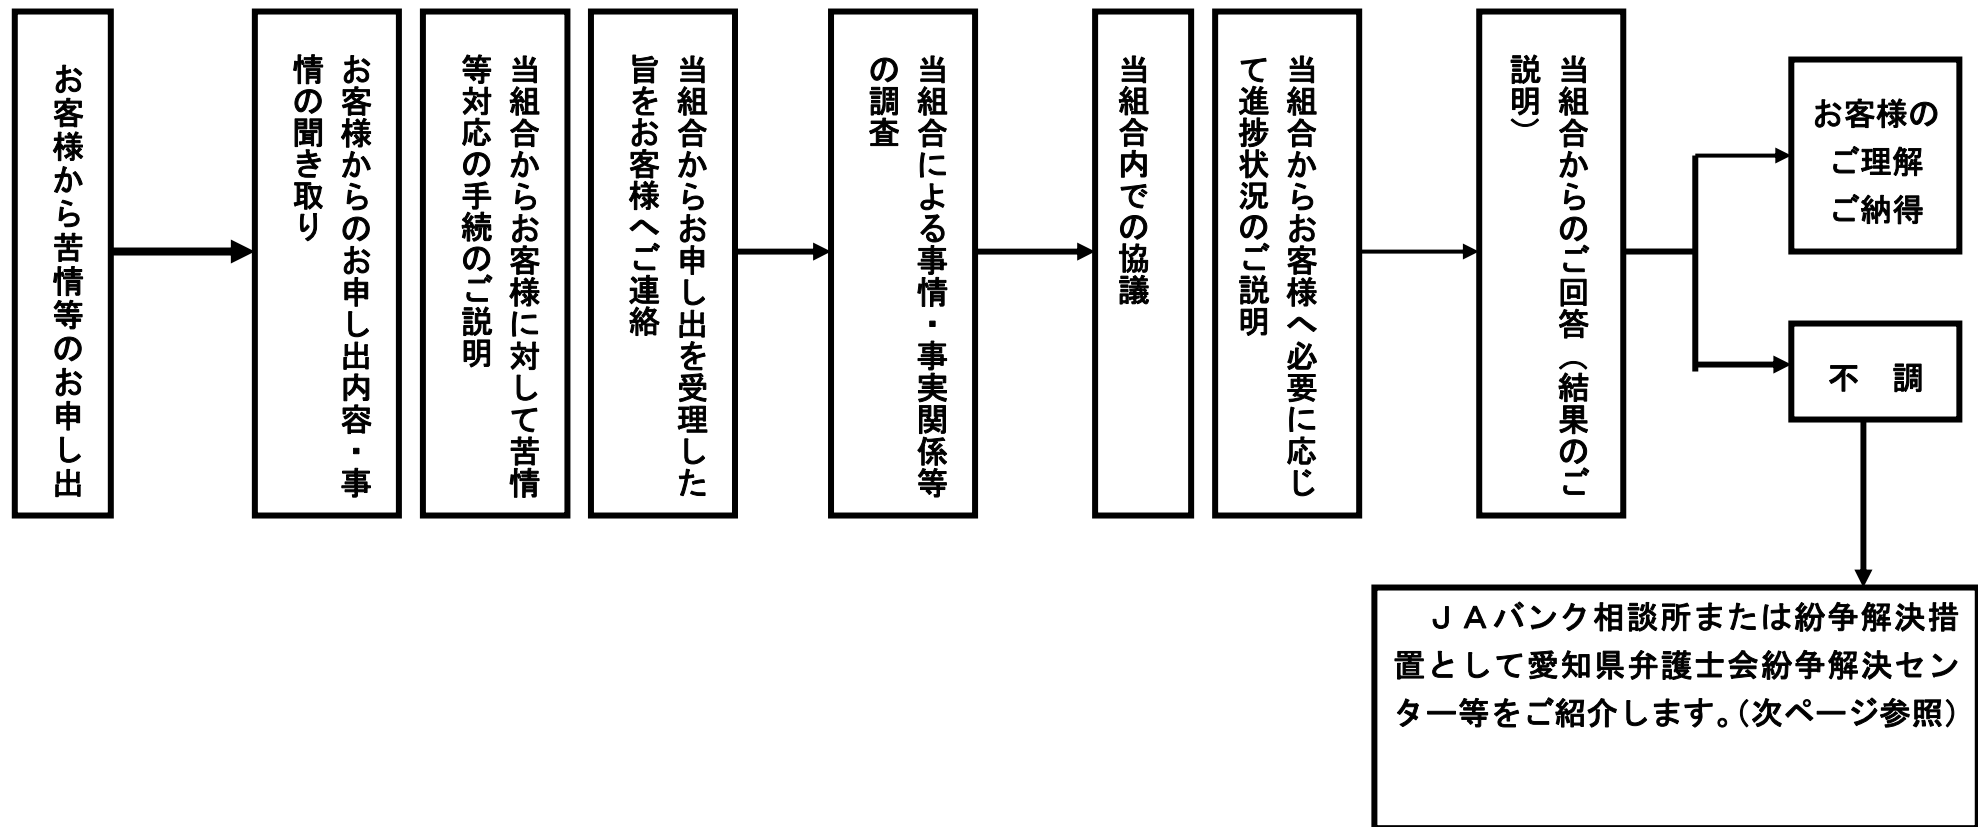 お客様から苦情等のお申し出
お客様からのお申し出内容・事
情の聞き取り
当組合からお客様に対して苦情
等対応の手続のご説明
当組合からお申し出を受理した
旨をお客様へご連絡
当組合による事情・事実関係等
の調査
当組合内での協議
当組合からお客様へ必要に応じ
て進捗状況のご説明
当組合からのご回答（結果のご
説明）
お客様の
ご理解
ご納得
不　調
ＪＡバンク相談所または紛争解決措
置として愛知県弁護士会紛争解決セン
ター等をご紹介します。（次ページ参照）